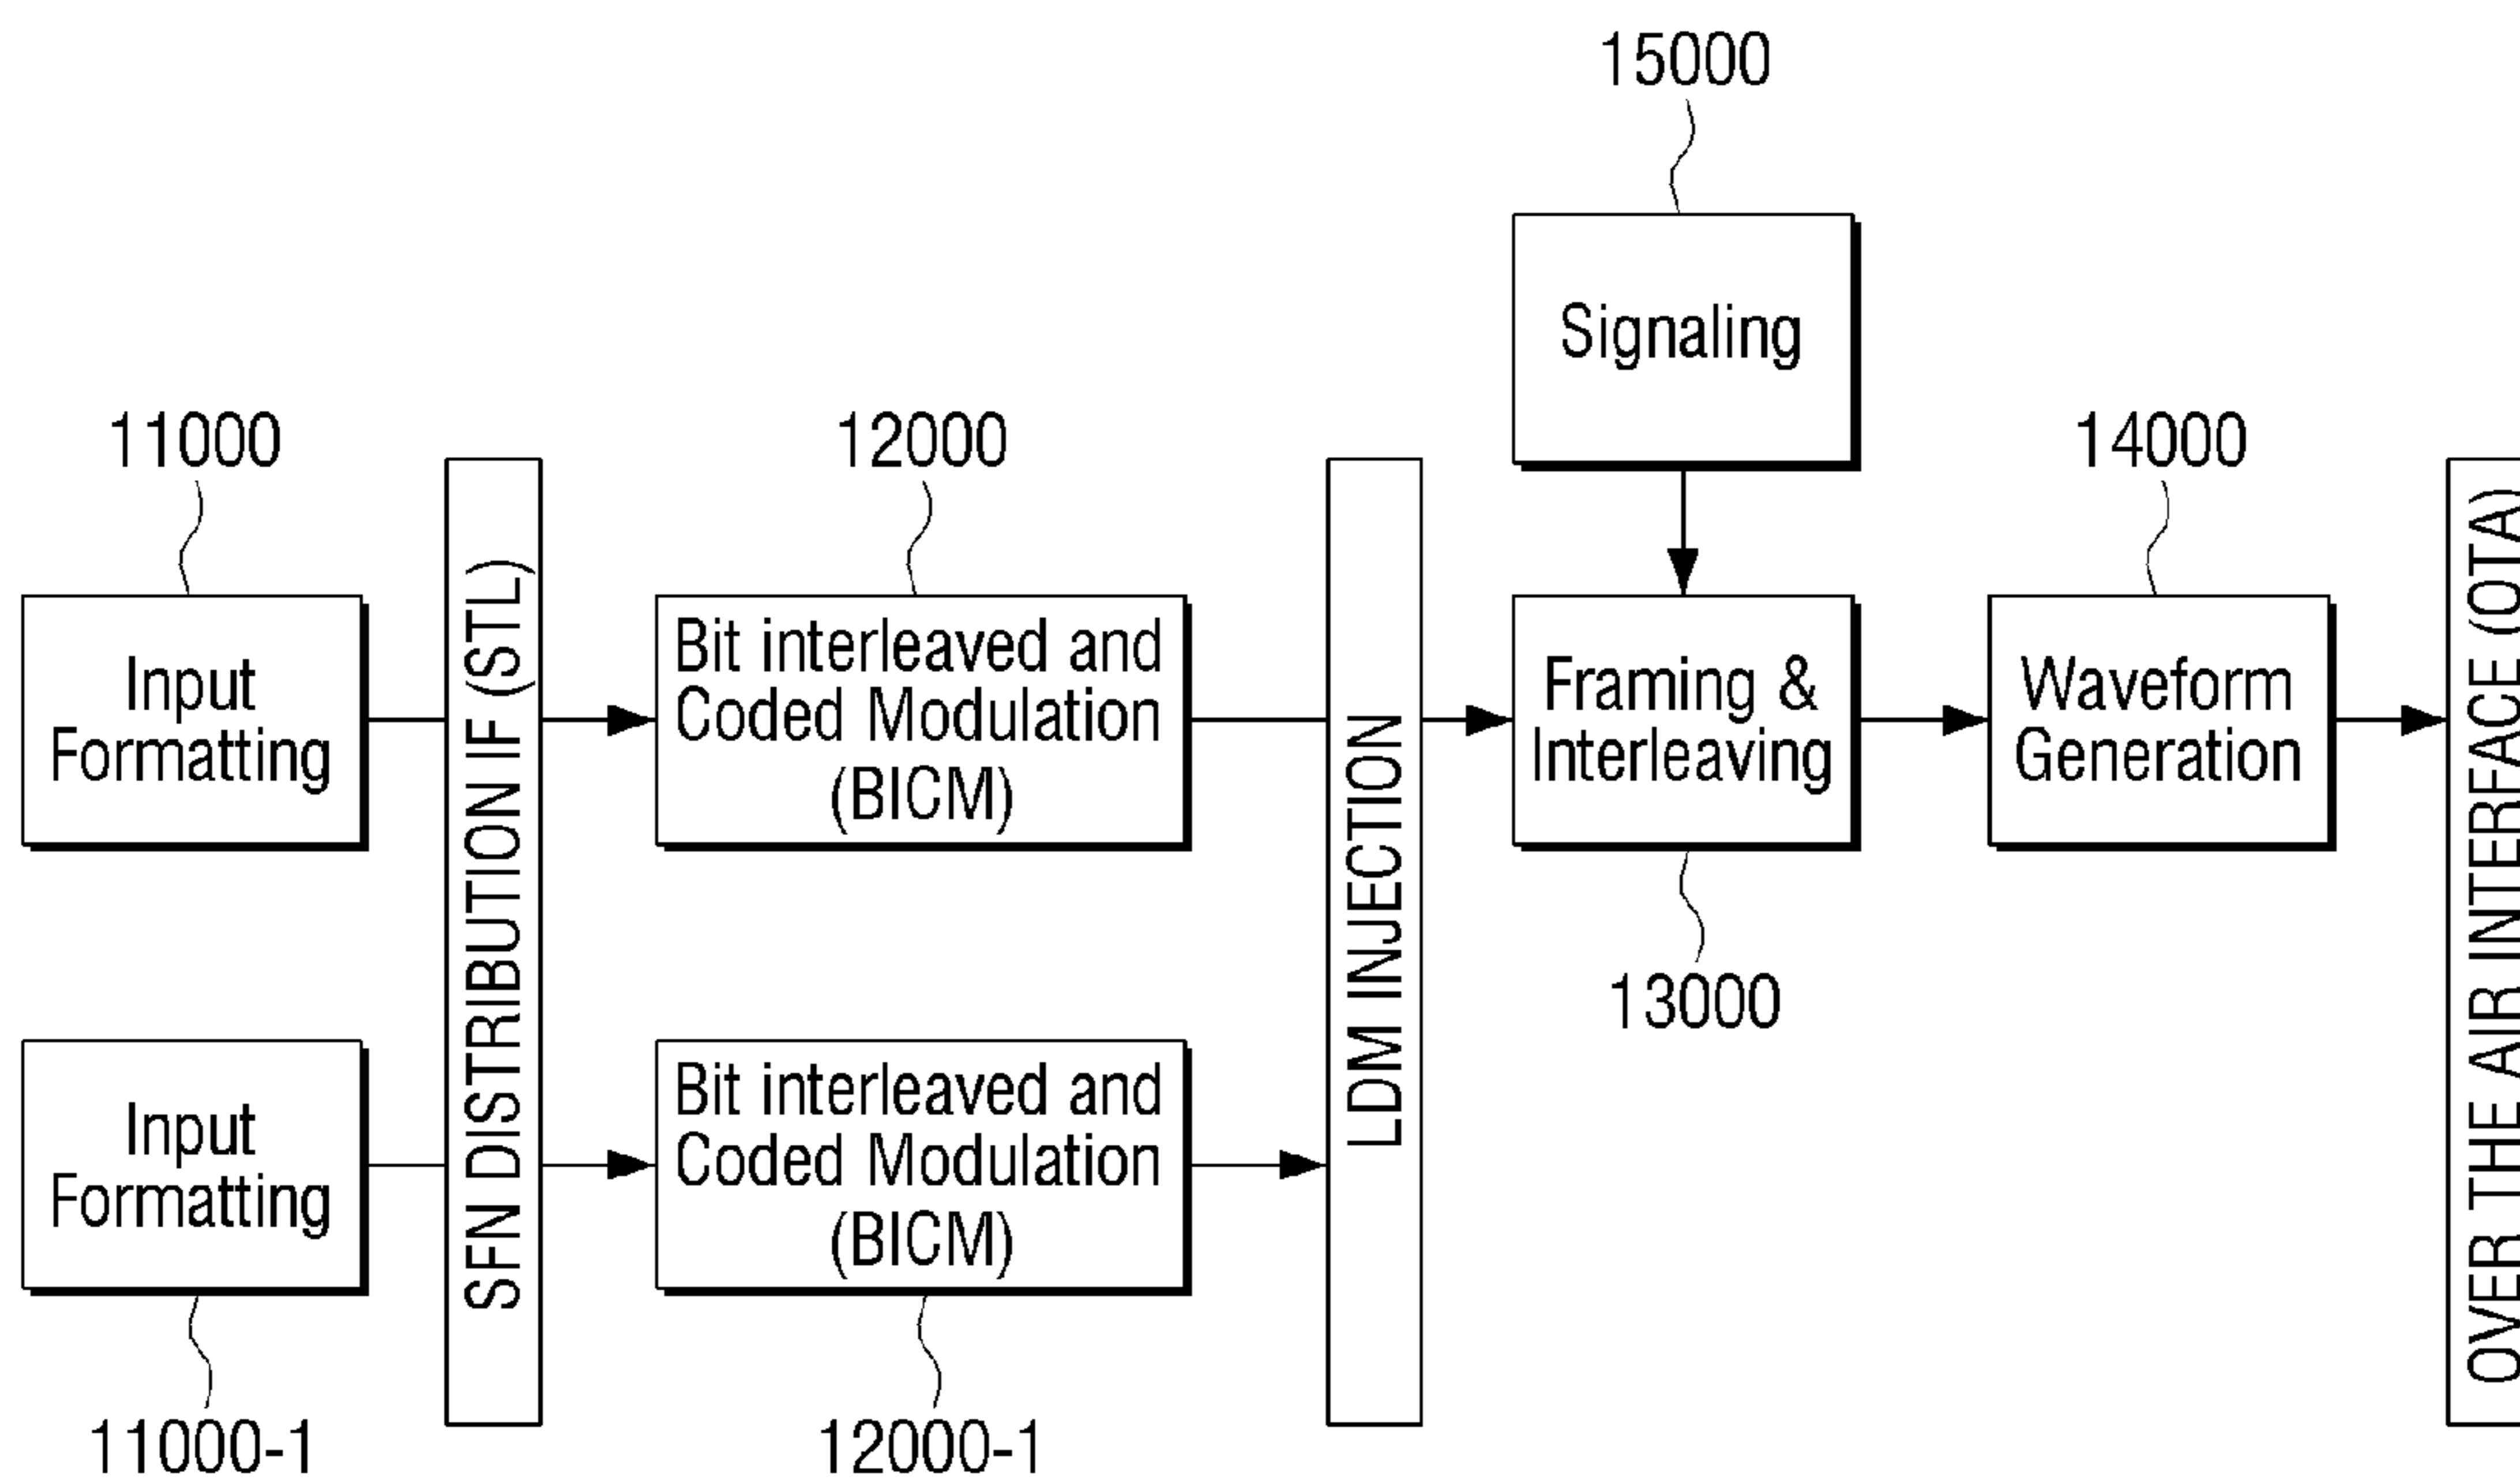 15000
Signaling
11000
12000
14000
Input
Formatting
SFN DISTRIBUTION IF (STL)
Bit interleaved and
Coded Modulation
(BICM)
LDM INJECTION
Framing &
Interleaving
Waveform
Generation
OVER THE AIR INTERFACE (OTA)
13000
Input
Formatting
Bit interleaved and
Coded Modulation
(BICM)
11000-1
12000-1